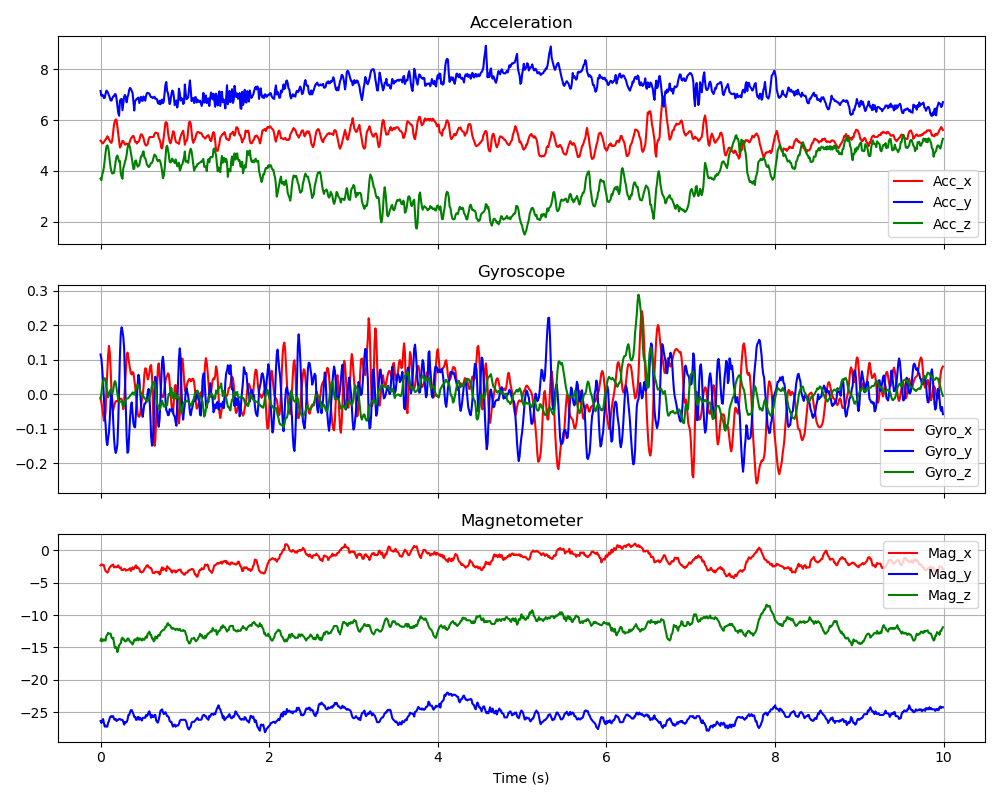 Acceleration
8
6
4
2
Acc_x
Acc_y
Acc_z
Gyroscope
0.3
0.2
0.1
0.0
−0.1
−0.2
Gyro_x
Gyro_y
Gyro_z
Magnetometer
0
−5
−10
−15
−20
−25
Mag_x
Mag_y
Mag_z
0 2 4 6 8 10
Time (s)